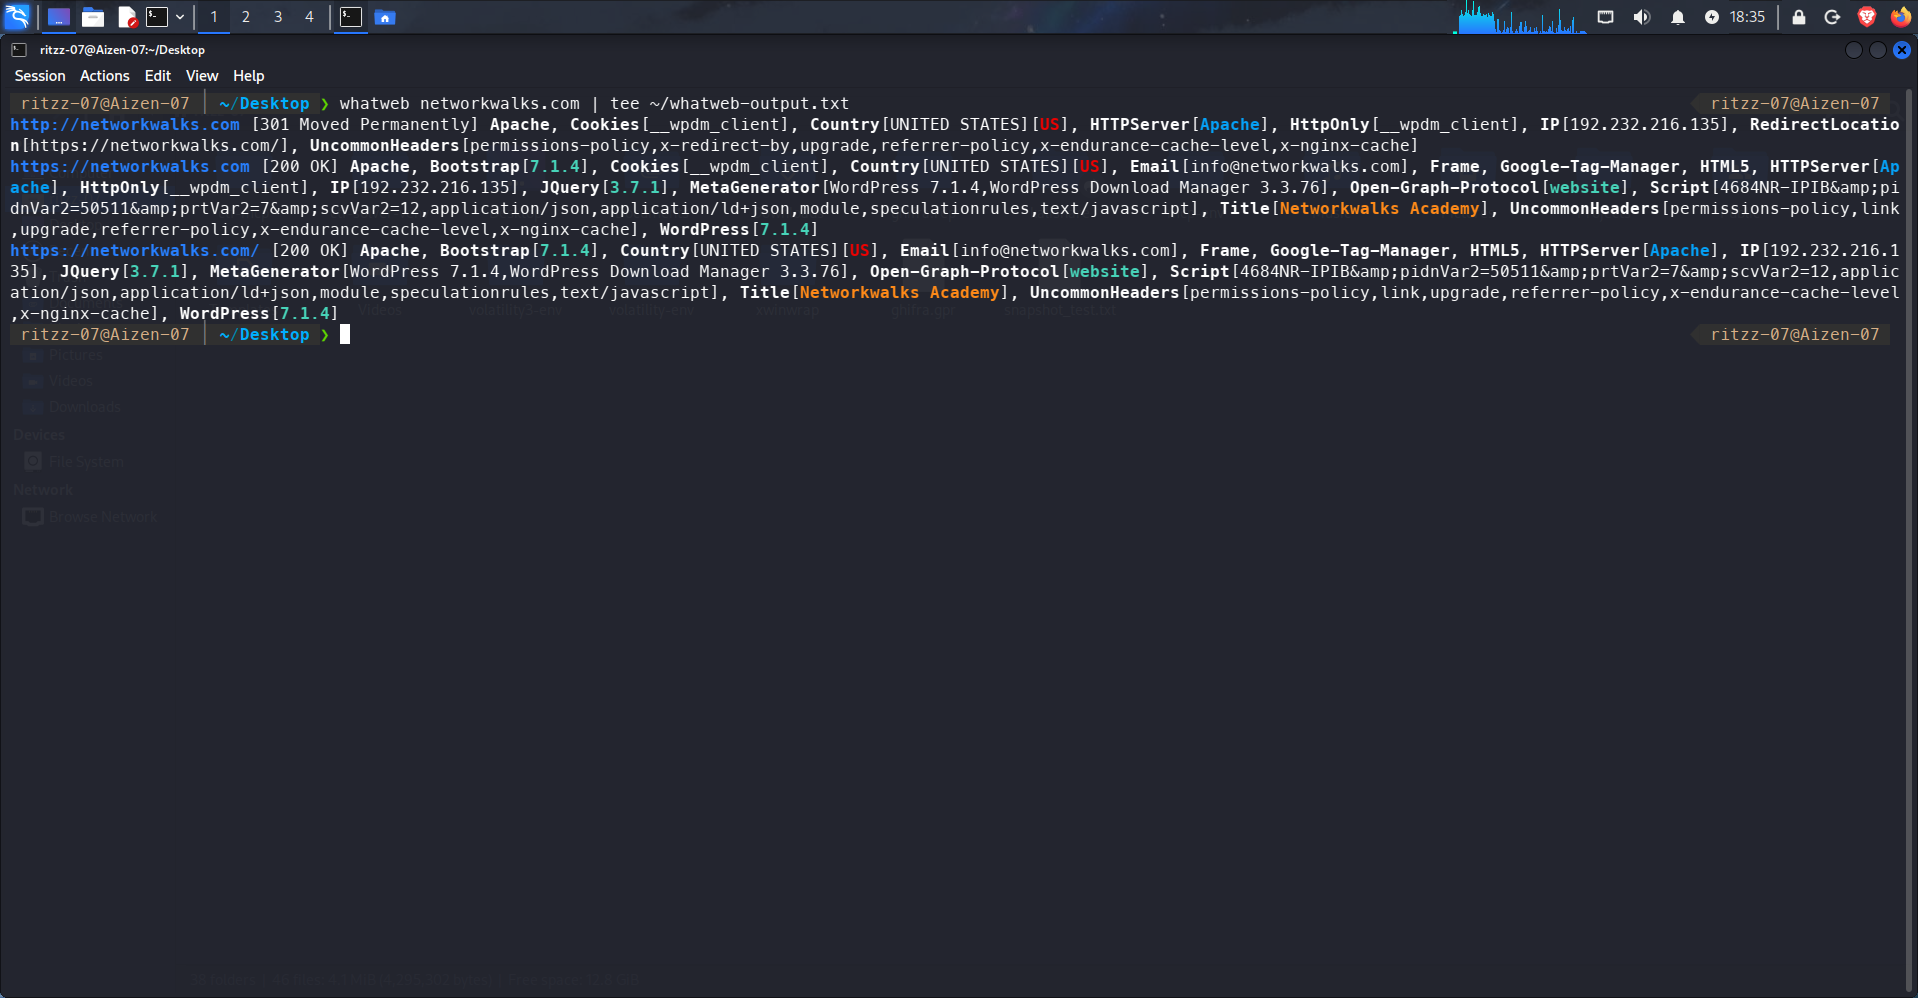 1 2 3 4 18:35
ritzz-07@Aizen-07:~/Desktop
Session Actions Edit View Help
ritzz-07@Aizen-07 ~/Desktop ❯ whatweb networkwalks.com | tee ~/whatweb-output.txt ritzz-07@Aizen-07
http://networkwalks.com [301 Moved Permanently] Apache, Cookies[__wpdm_client], Country[UNITED STATES][US], HTTPServer[Apache], HttpOnly[__wpdm_client], IP[192.232.216.135], RedirectLocatio
n[https://networkwalks.com/], UncommonHeaders[permissions-policy,x-redirect-by,upgrade,referrer-policy,x-endurance-cache-level,x-nginx-cache]
https://networkwalks.com [200 OK] Apache, Bootstrap[7.1.4], Cookies[__wpdm_client], Country[UNITED STATES][US], Email[info@networkwalks.com], Frame, Google-Tag-Manager, HTML5, HTTPServer[Ap
ache], HttpOnly[__wpdm_client], IP[192.232.216.135], JQuery[3.7.1], MetaGenerator[WordPress 7.1.4,WordPress Download Manager 3.3.76], Open-Graph-Protocol[website], Script[4684NR-IPIB&amp;pi
dnVar2=50511&amp;prtVar2=7&amp;scvVar2=12,application/json,application/ld+json,module,speculationrules,text/javascript], Title[Networkwalks Academy], UncommonHeaders[permissions-policy,link
,upgrade,referrer-policy,x-endurance-cache-level,x-nginx-cache], WordPress[7.1.4]
https://networkwalks.com/ [200 OK] Apache, Bootstrap[7.1.4], Country[UNITED STATES][US], Email[info@networkwalks.com], Frame, Google-Tag-Manager, HTML5, HTTPServer[Apache], IP[192.232.216.1
35], JQuery[3.7.1], MetaGenerator[WordPress 7.1.4,WordPress Download Manager 3.3.76], Open-Graph-Protocol[website], Script[4684NR-IPIB&amp;pidnVar2=50511&amp;prtVar2=7&amp;scvVar2=12,applic
ation/json,application/ld+json,module,speculationrules,text/javascript], Title[Networkwalks Academy], UncommonHeaders[permissions-policy,link,upgrade,referrer-policy,x-endurance-cache-level
,x-nginx-cache], WordPress[7.1.4]
ritzz-07@Aizen-07 ~/Desktop ❯ ritzz-07@Aizen-07
Pictures
Videos
Downloads
Devices
File System
Network
Browse Network